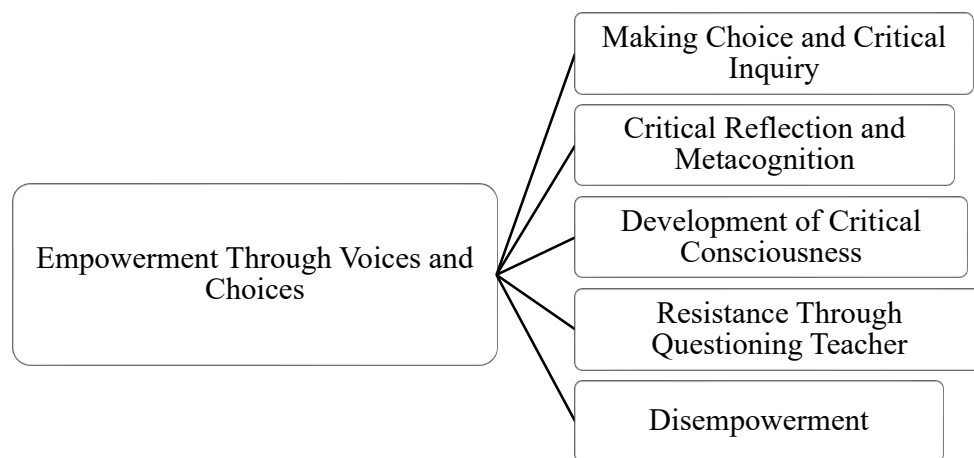 Empowerment Through Voices and
Choices
Making Choice and Critical
Inquiry
Critical Reflection and
Metacognition
Development of Critical
Consciousness
Resistance Through
Questioning Teacher
Disempowerment